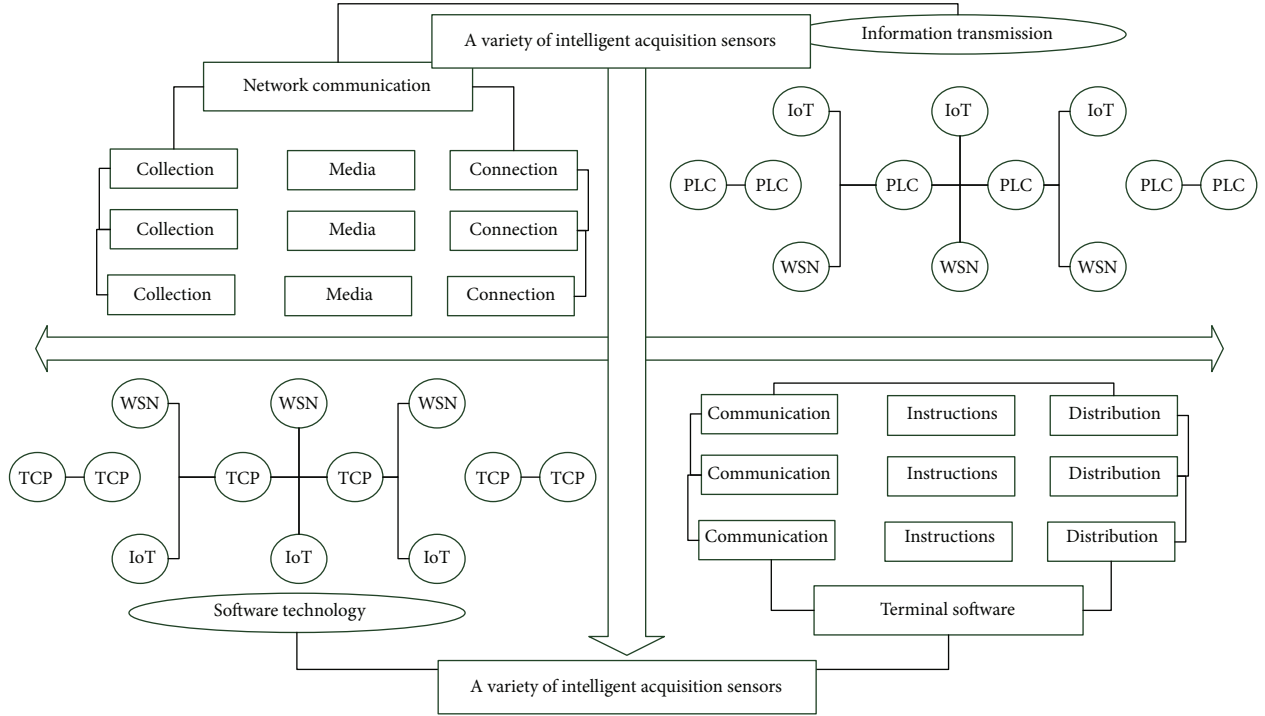 A variety of intelligent acquisition sensors
Information transmission
Network communication
Collection
Media
Connection
Collection
Media
Connection
Collection
Media
Connection
IoT
IoT
IoT
PLC
PLC
PLC
PLC
PLC
PLC
WSN
WSN
WSN
WSN
WSN
WSN
TCP
TCP
TCP
TCP
TCP
TCP
IoT
IoT
IoT
Software technology
Communication
Instructions
Distribution
Communication
Instructions
Distribution
Communication
Instructions
Distribution
Terminal software
A variety of intelligent acquisition sensors